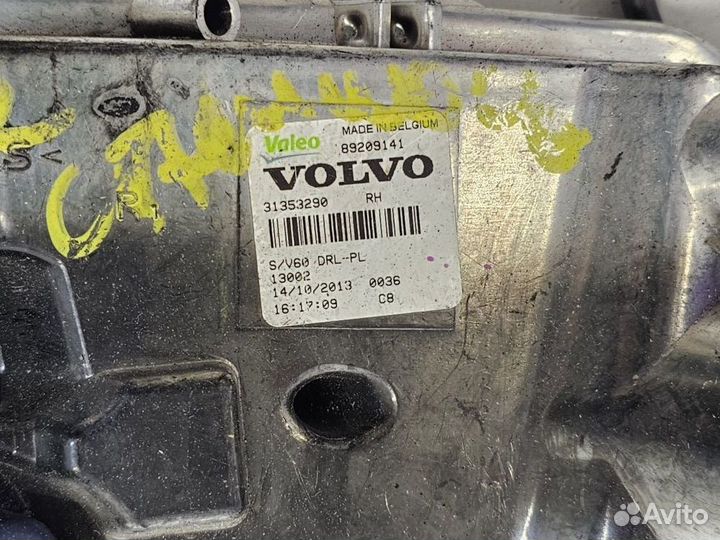 Valeo MADE IN BELGIUM
89209141
VOLVO
31353290 RH
S/V60 DRL--PL
13002
14/10/2013 0036
16:17:09 C8
S<
Avito